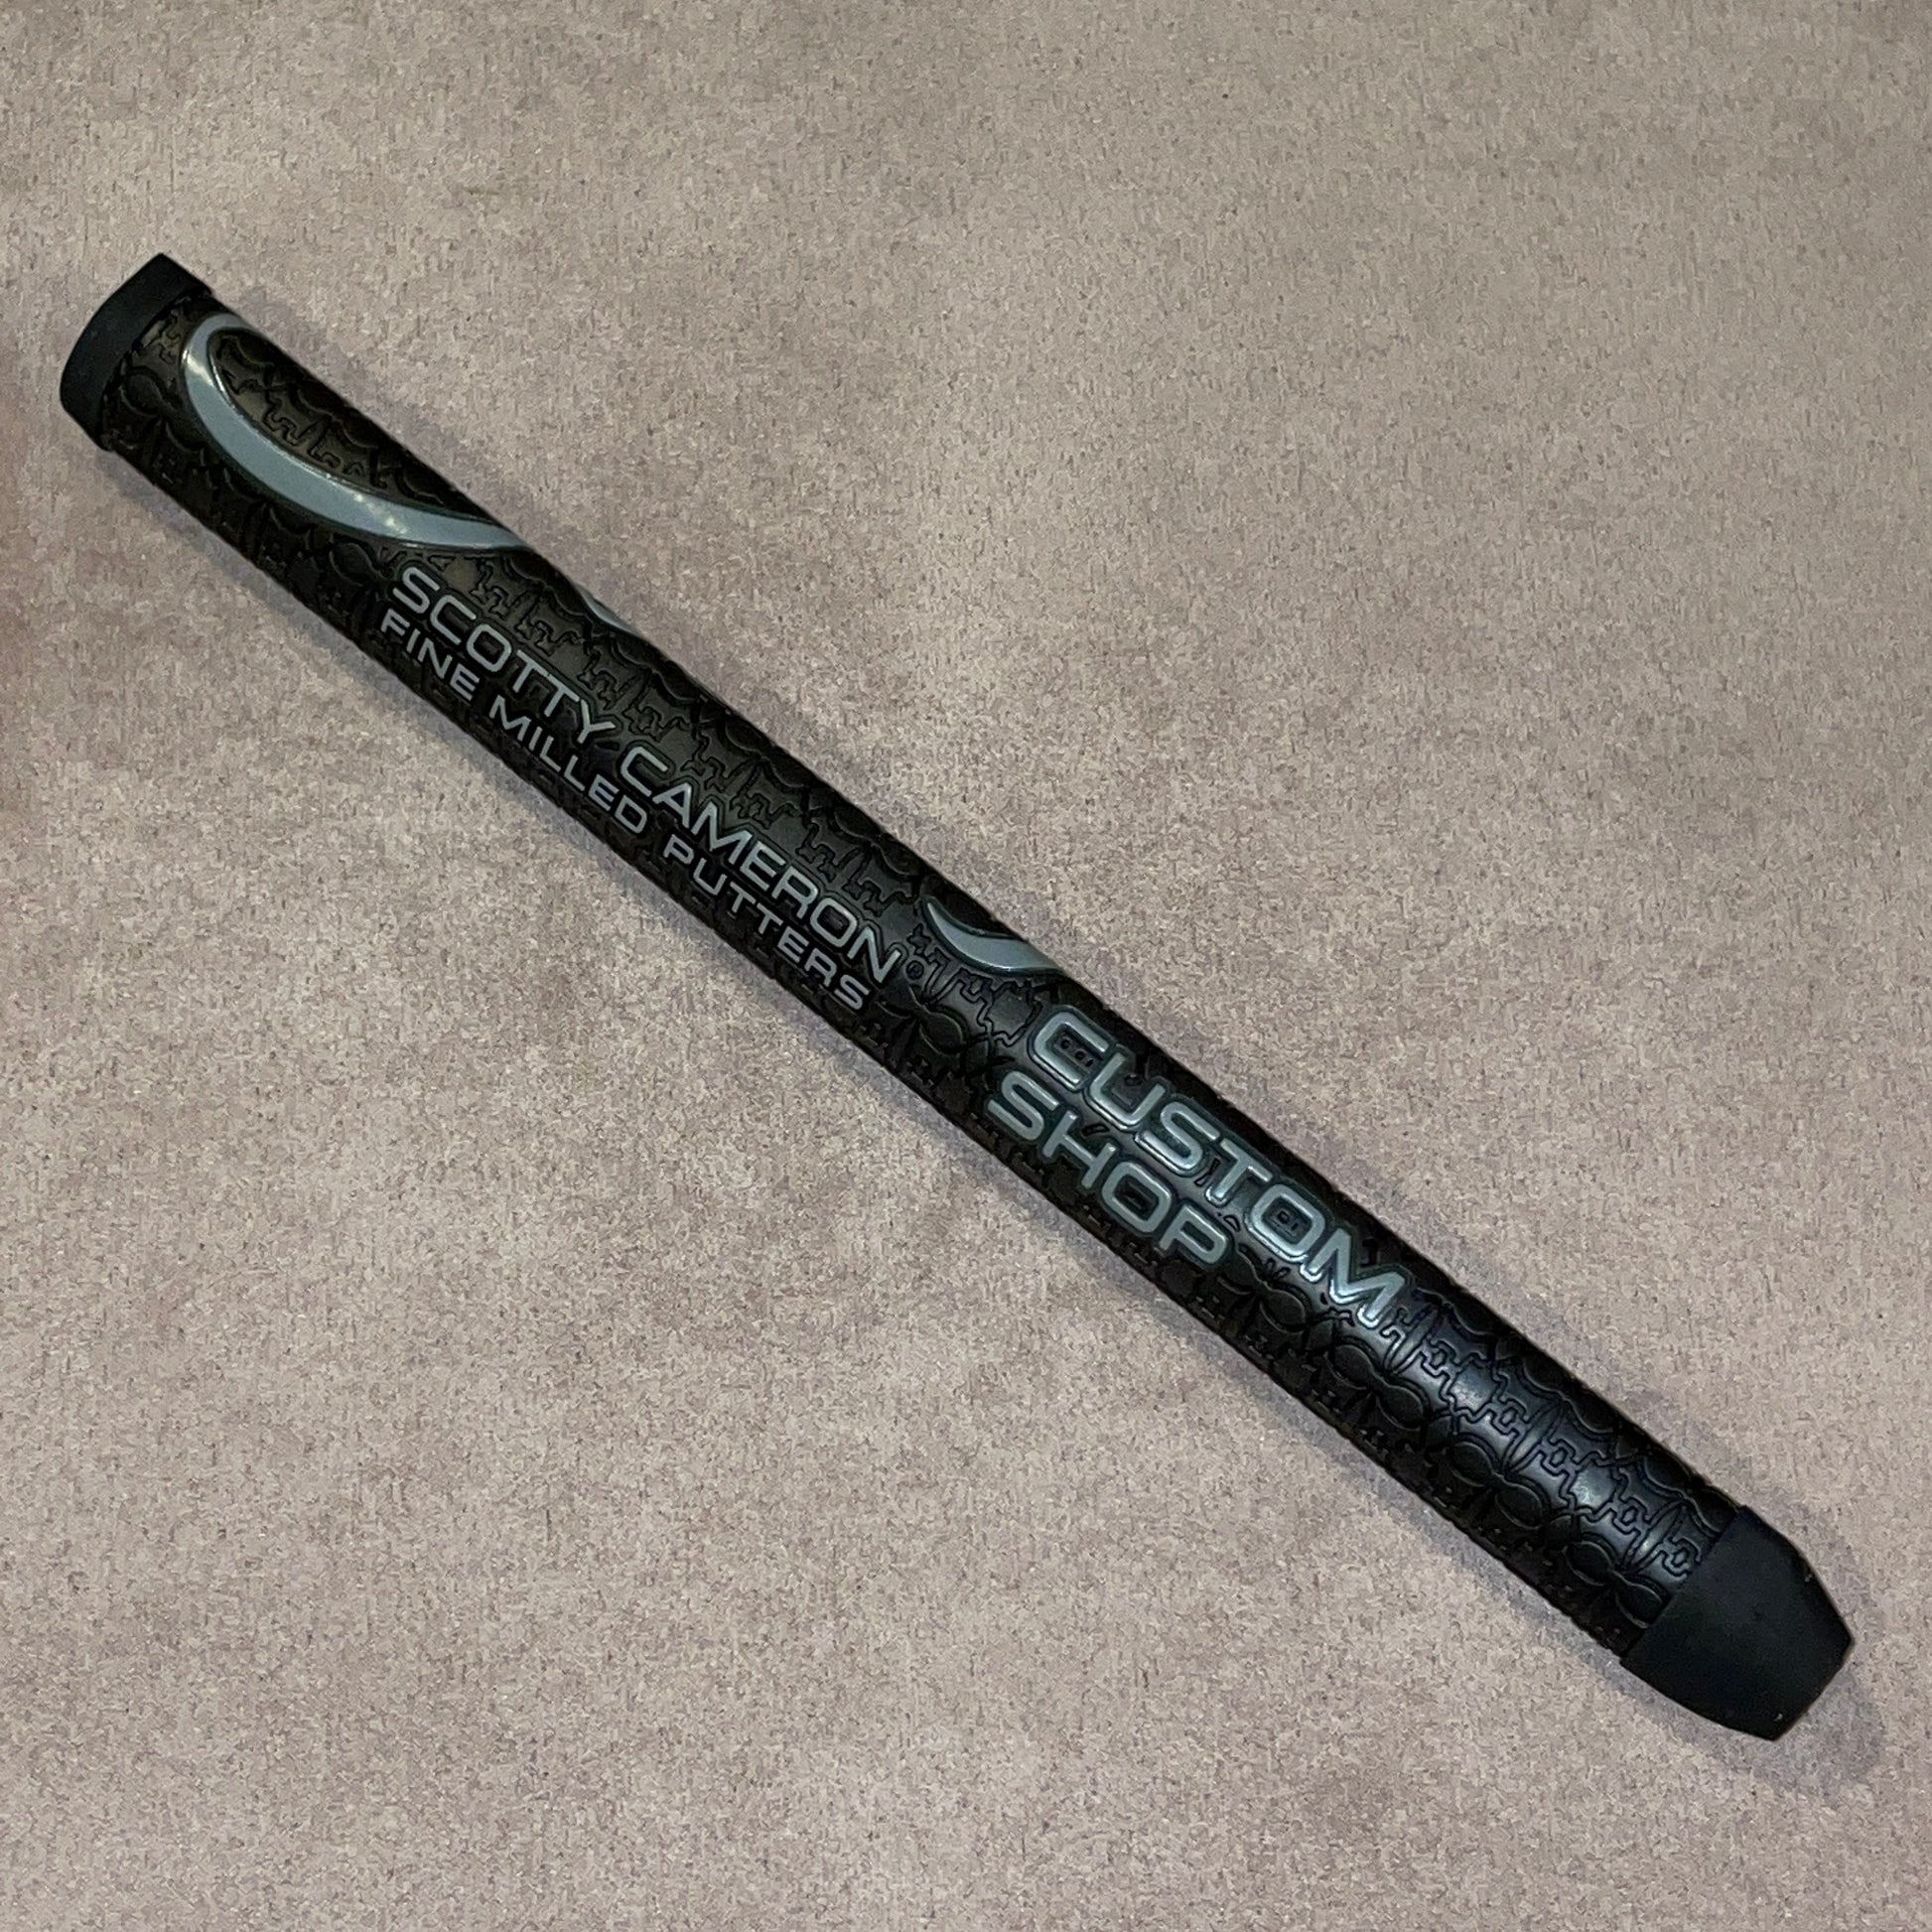 SCOTTY CAMERON®
FINE MILLED PUTTERS
CUSTOM
SHOP